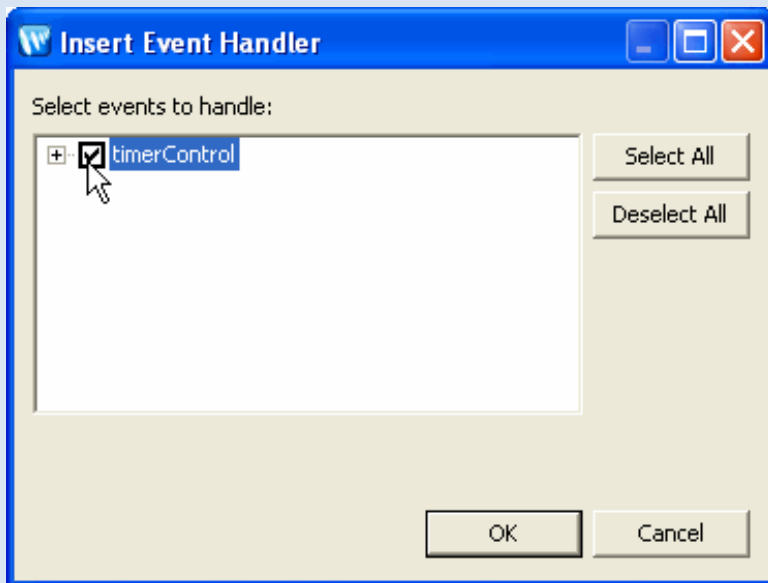 Insert Event Handler
Select events to handle:
timerControl
Select All
Deselect All
OK
Cancel